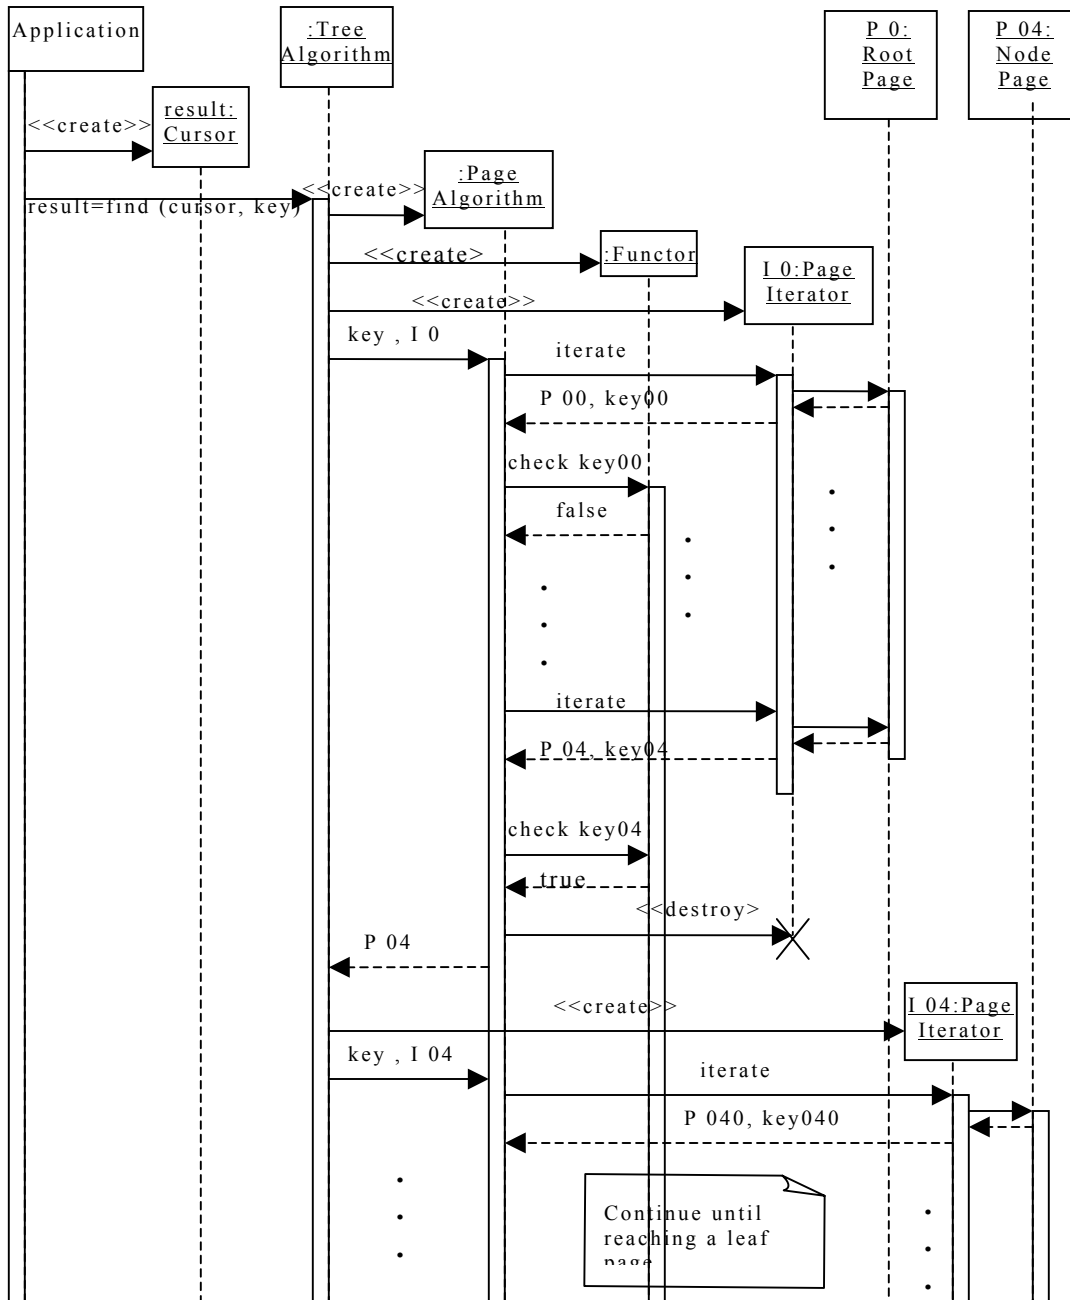 Application
:Tree
Algorithm
P 0:
Root
Page
P 04:
Node
Page
result:
Cursor
<<create>>
:Page
Algorithm
<<create>>
result=find (cursor, key)
:Functor
<<create>
I 0:Page
Iterator
<<create>>
key , I 0
iterate
P 00, key00
check key00
false
iterate
P 04, key04
check key04
true
<<destroy>
P 04
<<create>>
I 04:Page
Iterator
key , I 04
iterate
P 040, key040
Continue until
reaching a leaf
page